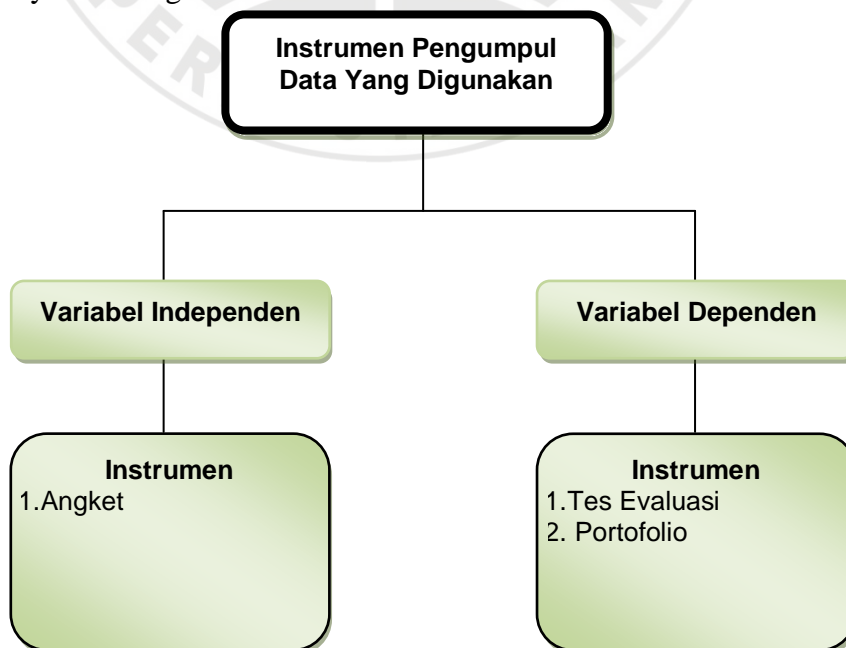 Instrumen Pengumpul
Data Yang Digunakan
Variabel Independen
Variabel Dependen
Instrumen
1.Angket
Instrumen
1.Tes Evaluasi
2. Portofolio